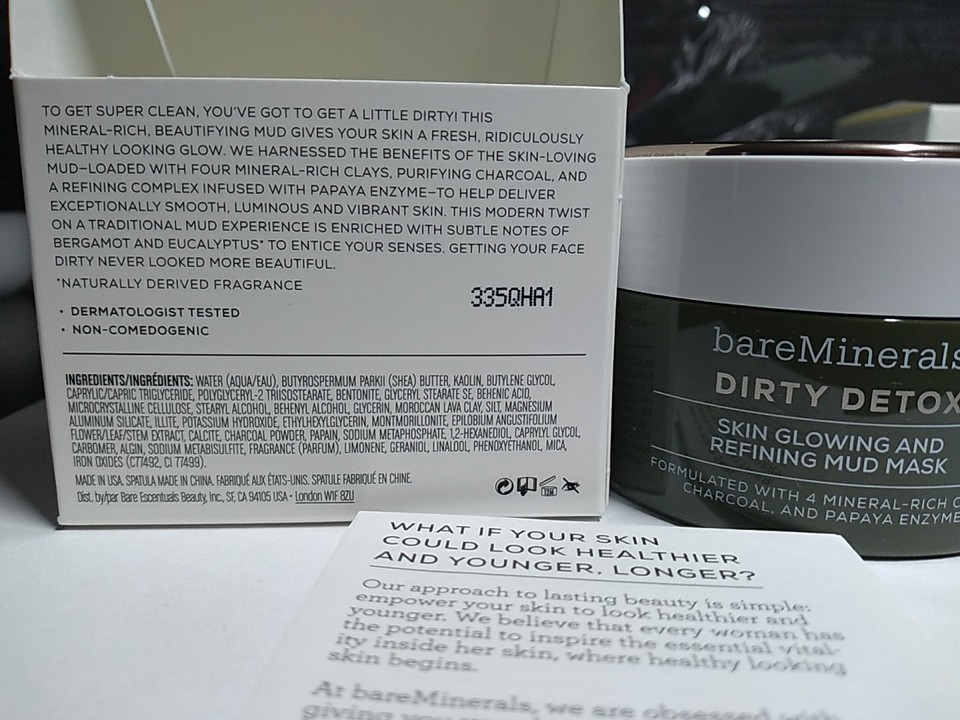 TO GET SUPER CLEAN, YOU'VE GOT TO GET A LITTLE DIRTY! THIS
MINERAL-RICH, BEAUTIFYING MUD GIVES YOUR SKIN A FRESH, RIDICULOUSLY
HEALTHY LOOKING GLOW. WE HARNESSED THE BENEFITS OF THE SKIN-LOVING
MUD—LOADED WITH FOUR MINERAL-RICH CLAYS, PURIFYING CHARCOAL, AND
A REFINING COMPLEX INFUSED WITH PAPAYA ENZYME—TO HELP DELIVER
EXCEPTIONALLY SMOOTH, LUMINOUS AND VIBRANT SKIN. THIS MODERN TWIST
ON A TRADITIONAL MUD EXPERIENCE IS ENRICHED WITH SUBTLE NOTES OF
BERGAMOT AND EUCALYPTUS* TO ENTICE YOUR SENSES. GETTING YOUR FACE
DIRTY NEVER LOOKED MORE BEAUTIFUL.
*NATURALLY DERIVED FRAGRANCE
335QHA1
• DERMATOLOGIST TESTED
• NON-COMEDOGENIC
INGREDIENTS/INGRÉDIENTS: WATER (AQUA/EAU), BUTYROSPERMUM PARKII (SHEA) BUTTER, KAOLIN, BUTYLENE GLYCOL,
CAPRYLIC/CAPRIC TRIGLYCERIDE, POLYGLYCERYL-2 TRIISOSTEARATE, BENTONITE, GLYCERYL STEARATE SE, BEHENIC ACID,
MICROCRYSTALLINE CELLULOSE, STEARYL ALCOHOL, BEHENYL ALCOHOL, GLYCERIN, MOROCCAN LAVA CLAY, SILT, MAGNESIUM
ALUMINUM SILICATE, ILLITE, POTASSIUM HYDROXIDE, ETHYLHEXYLGLYCERIN, MONTMORILLONITE, EPILOBIUM ANGUSTIFOLIUM
FLOWER/LEAF/STEM EXTRACT, CALCITE, CHARCOAL POWDER, PAPAIN, SODIUM METAPHOSPHATE, 1,2-HEXANEDIOL, CAPRYLYL GLYCOL,
CARBOMER, ALGIN, SODIUM METABISULFITE, FRAGRANCE (PARFUM), LIMONENE, GERANIOL, LINALOOL, PHENOXYETHANOL, MICA,
IRON OXIDES (C77492, CI 77499).
MADE IN USA. SPATULA MADE IN CHINA. FABRIQUÉ AUX ÉTATS-UNIS. SPATULE FABRIQUÉ EN CHINE.
Dist. by/par Bare Escentuals Beauty, Inc., SF, CA 94105 USA • London W1F 8ZU
12M
bareMinerals
DIRTY DETOX
SKIN GLOWING AND
REFINING MUD MASK
FORMULATED WITH 4 MINERAL-RICH C
CHARCOAL, AND PAPAYA ENZYME
WHAT IF YOUR SKIN
COULD LOOK HEALTHIER
AND YOUNGER. LONGER?
Our approach to lasting beauty is simple:
empower your skin to look healthier and
younger. We believe that every woman has
the potential to inspire the essential vital-
ity inside her skin, where healthy looking
skin begins.
At bareMinerals, we are obsessed with
giving you